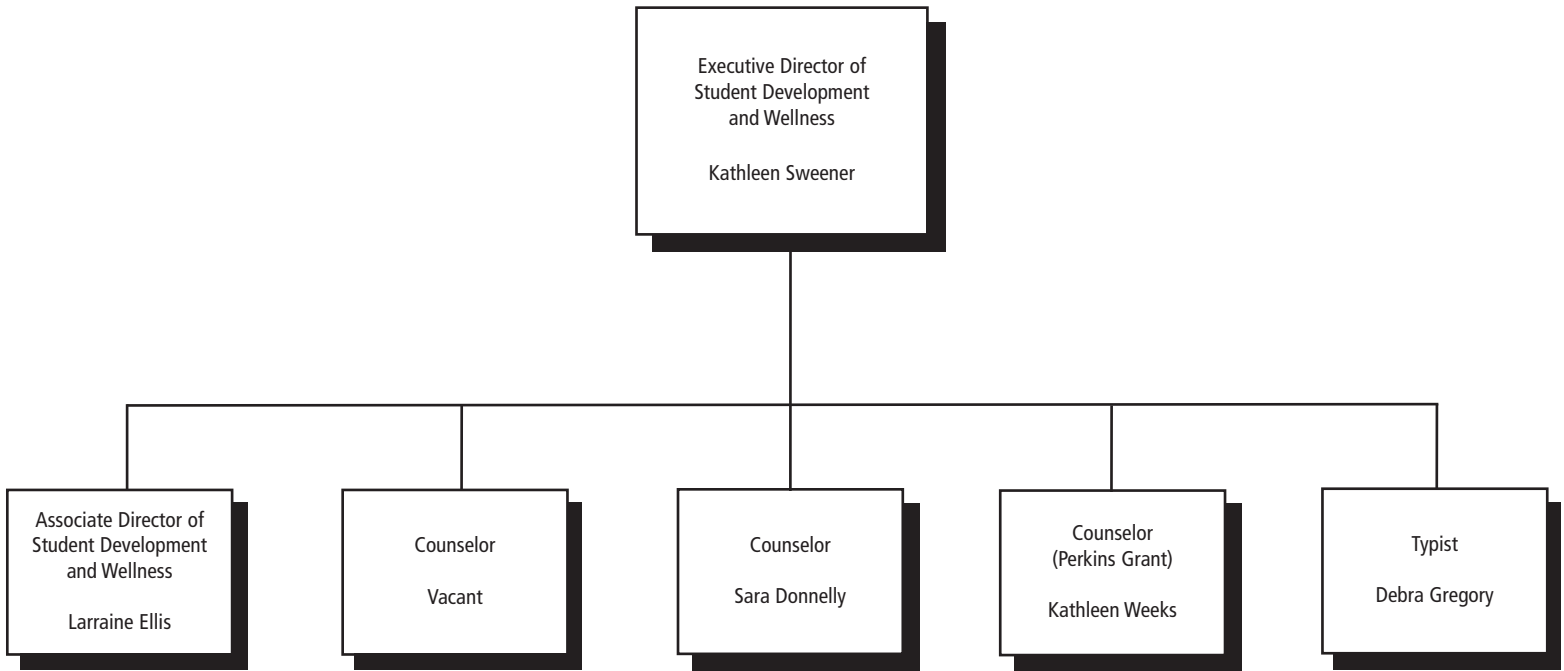 Executive Director of
Student Development
and Wellness
Kathleen Sweener
Associate Director of
Student Development
and Wellness
Larraine Ellis
Counselor
Vacant
Counselor
Sara Donnelly
Counselor
(Perkins Grant)
Kathleen Weeks
Typist
Debra Gregory